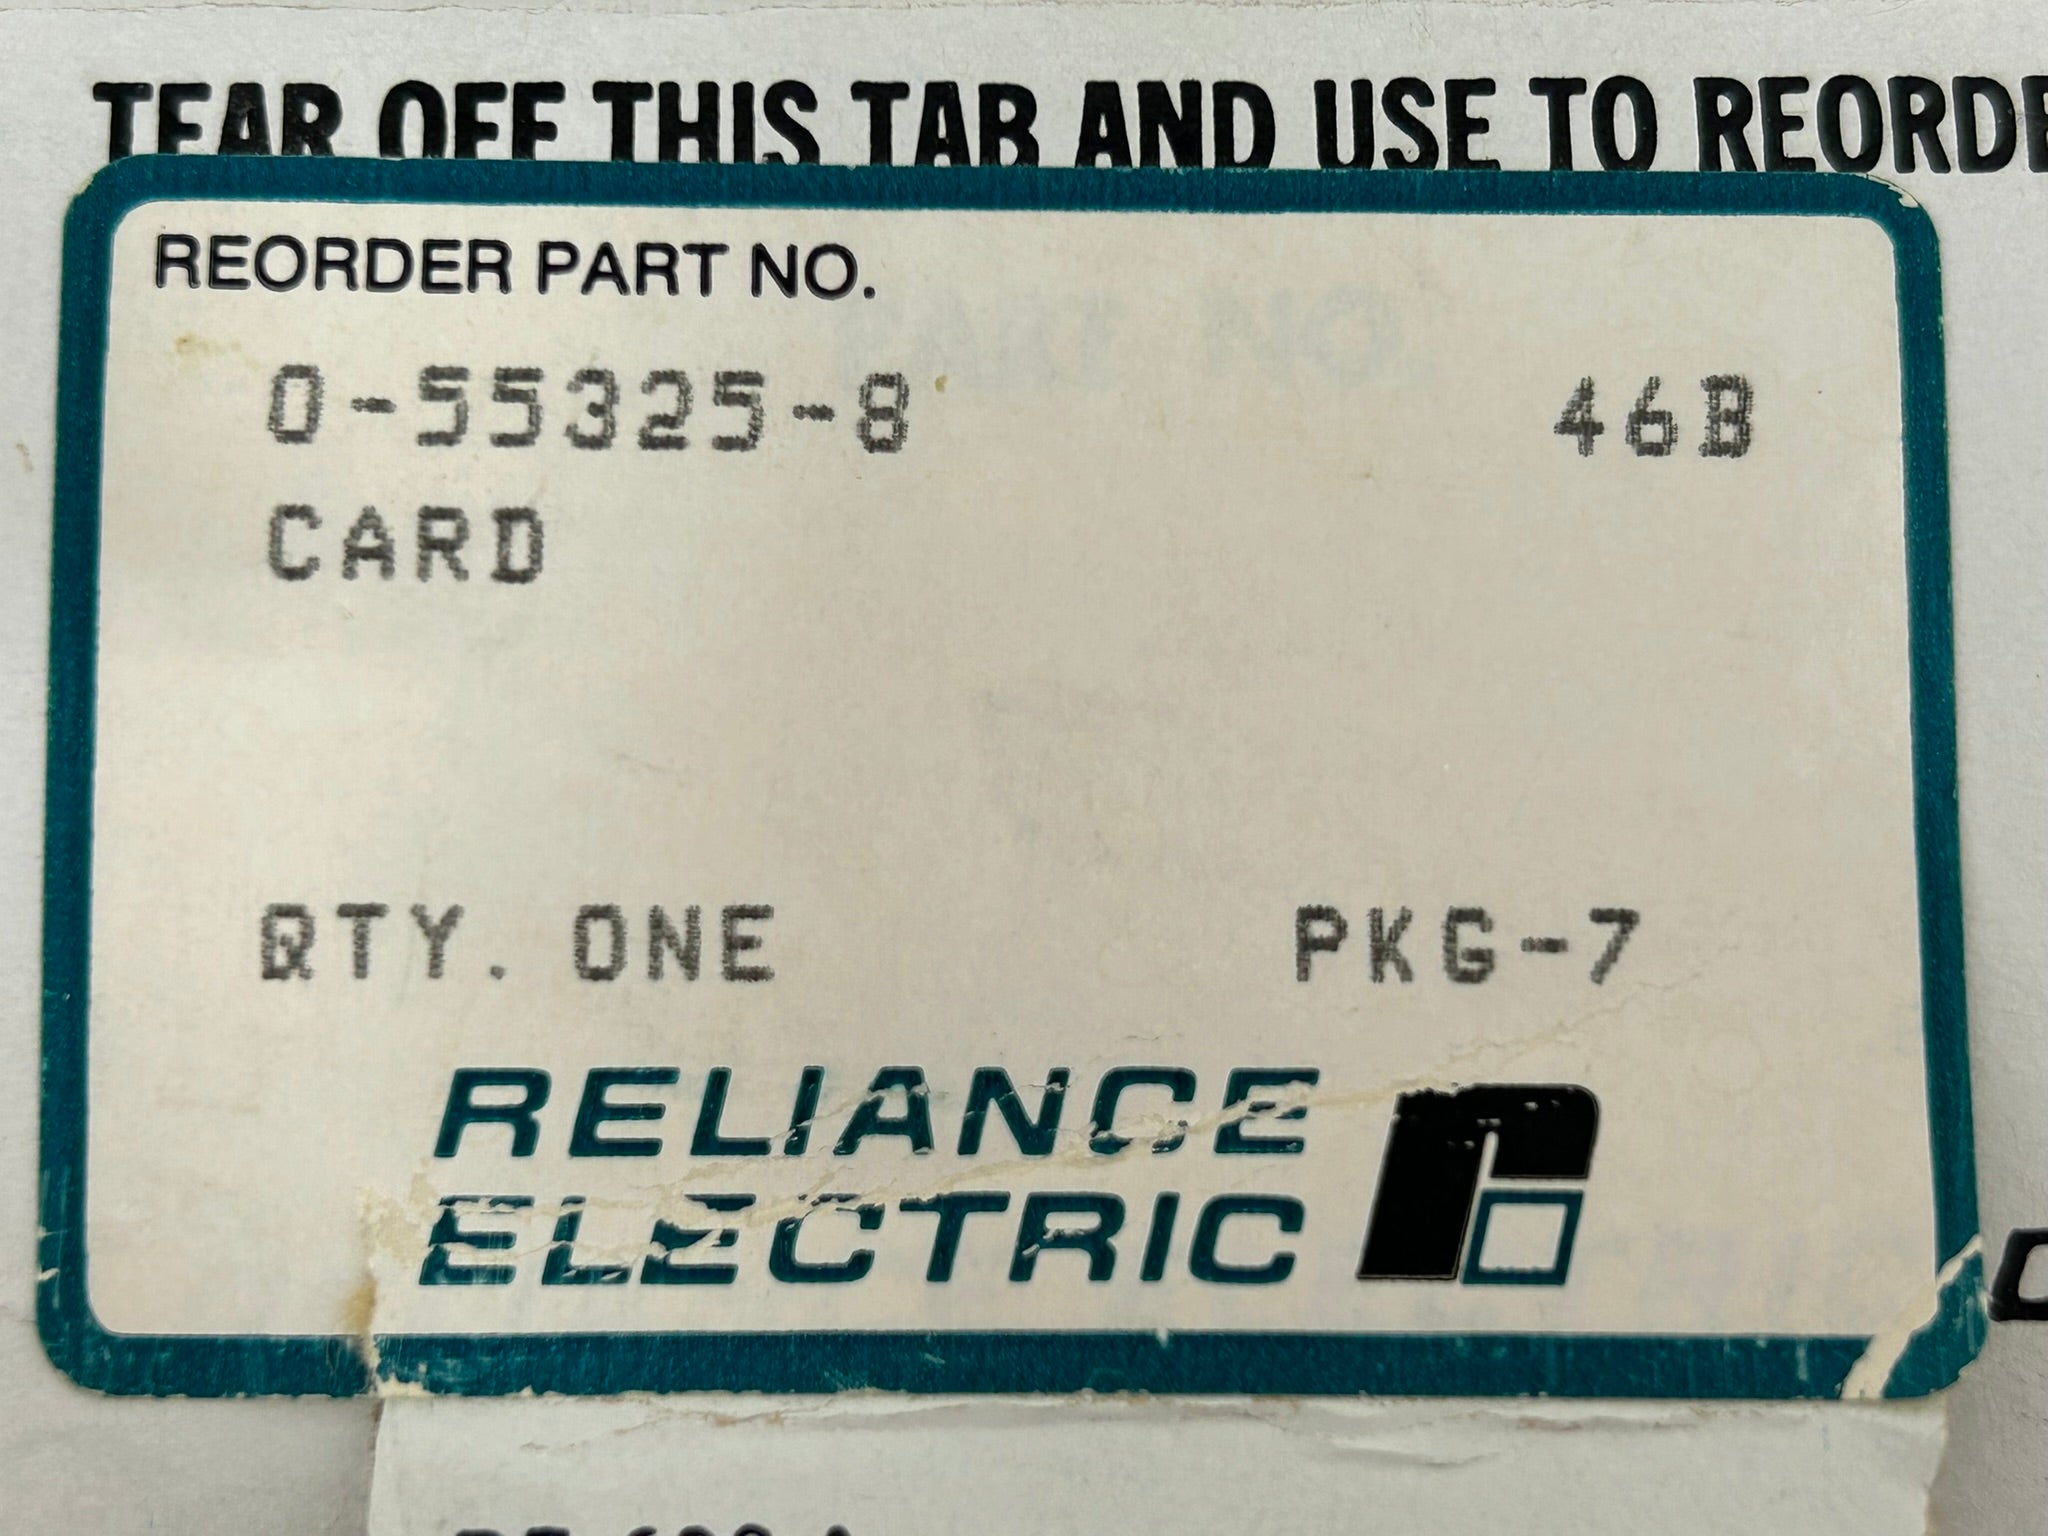 TEAR OFF THIS TAB AND USE TO REORDE
REORDER PART NO.
0-55325-8 46B
CARD
QTY. ONE PKG-7
RELIANCE
ELECTRIC